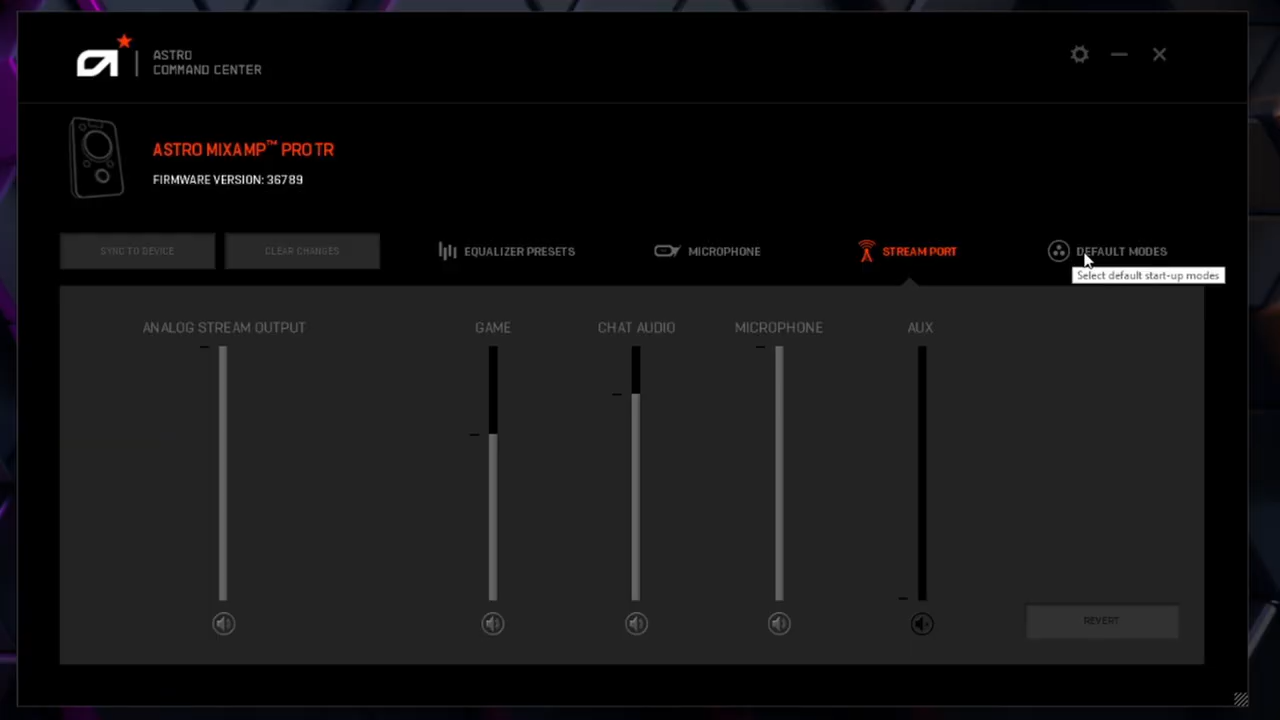 ASTRO
COMMAND CENTER
ASTRO MIXAMP™ PRO TR
FIRMWARE VERSION: 36789
SYNC TO DEVICE
CLEAR CHANGES
EQUALIZER PRESETS
MICROPHONE
STREAM PORT
DEFAULT MODES
Select default start-up modes
ANALOG STREAM OUTPUT
GAME
CHAT AUDIO
MICROPHONE
AUX
REVERT